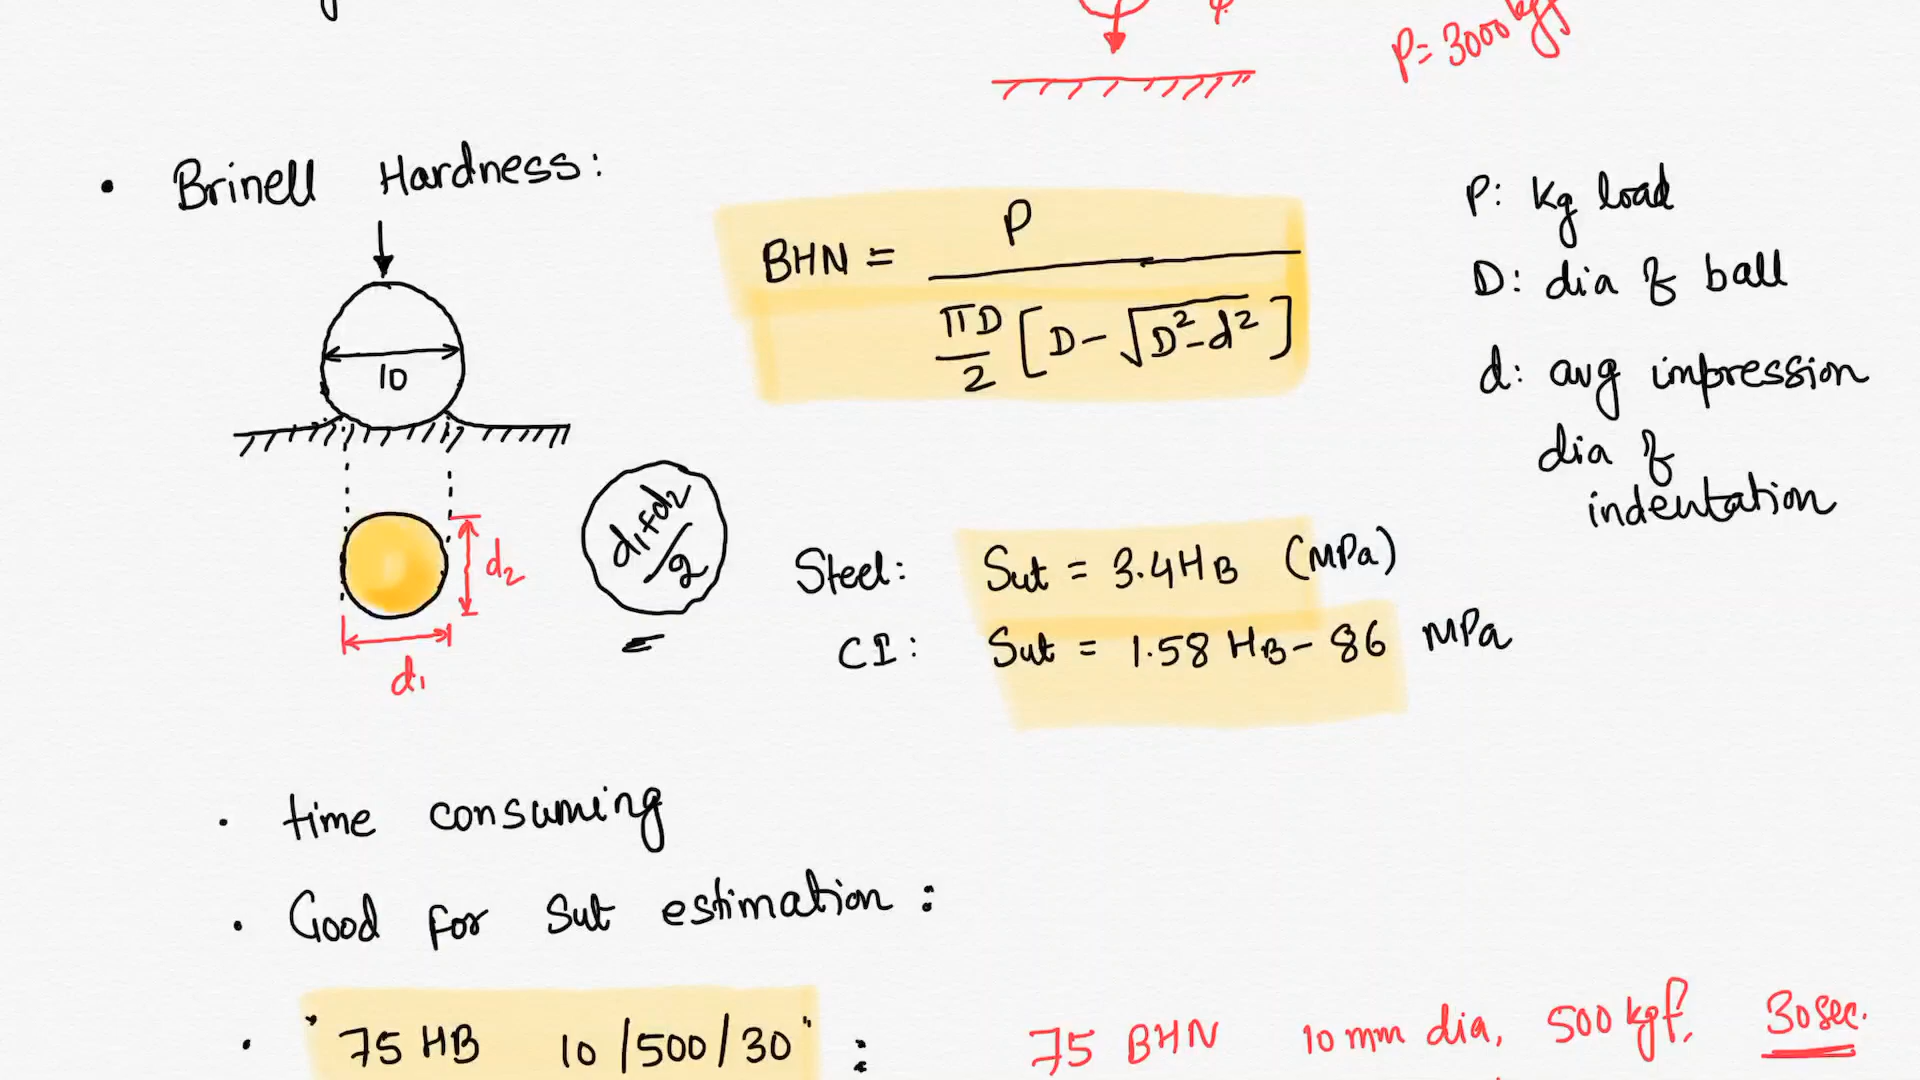 P= 3000 kgf
• Brinell Hardness:
10
d₁
d₂
d₁+d₂/2
BHN = P / πD/2 [D-√D²-d²]
P: kg load
D: dia of ball
d: avg impression
dia of
indentation
Steel: Sut = 3.4HB (MPa)
CI: Sut = 1.58 HB - 86 MPa
• time consuming
• Good for Sut estimation :
• "75 HB 10/500/30" : 75 BHN 10 mm dia, 500 kgf, 30 sec.